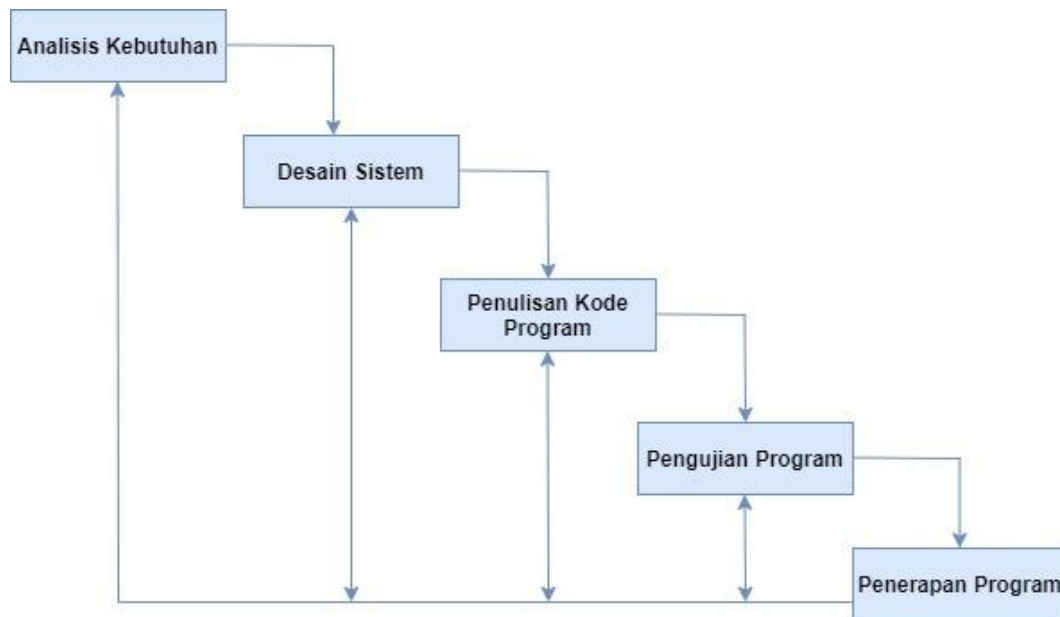 Analisis Kebutuhan
Desain Sistem
Penulisan Kode
Program
Pengujian Program
Penerapan Program